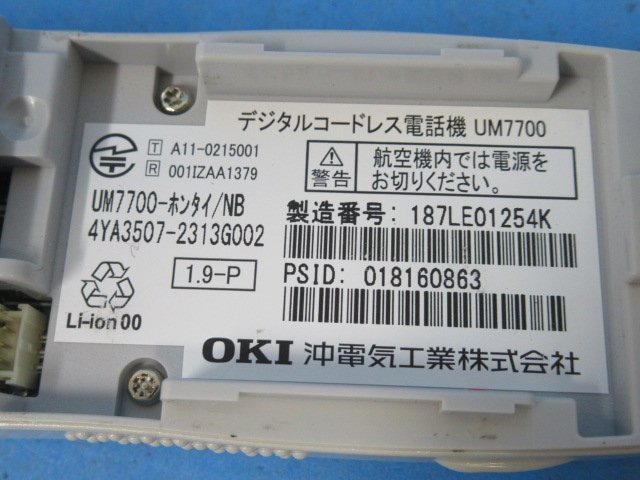 デジタルコードレス電話機 UM7700
T A11-0215001
R 001IZAA1379
警告
航空機内では電源を
お切りください。
UM7700-ホンタイ/NB
4YA3507-2313G002
製造番号: 187LE01254K
1.9-P
PSID: 018160863
Li-ion 00
OKI 沖電気工業株式会社